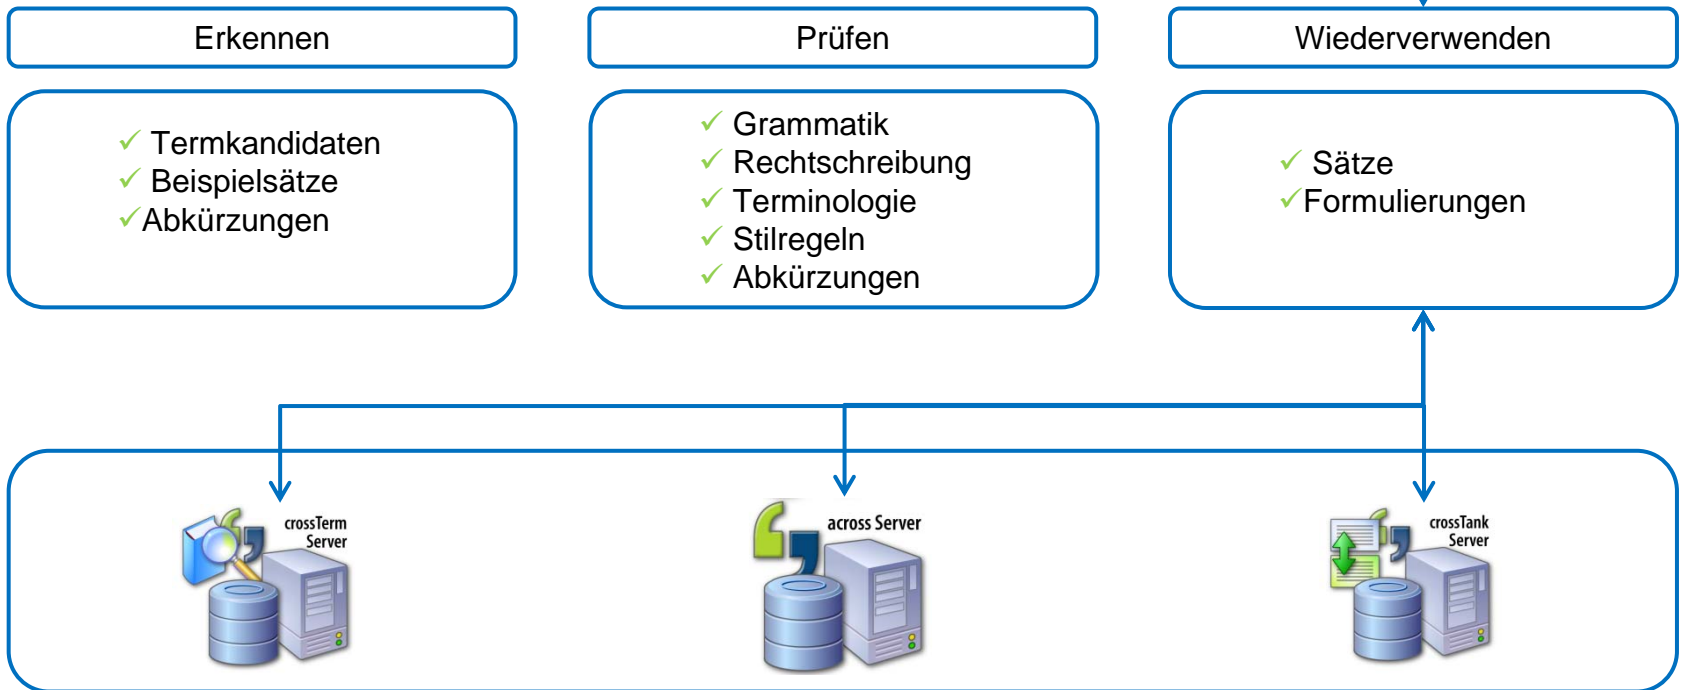 Erkennen
Prüfen
Wiederverwenden
Termkandidaten
Beispielsätze
Abkürzungen
Grammatik
Rechtschreibung
Terminologie
Stilregeln
Abkürzungen
Sätze
Formulierungen
crossTerm
Server
across Server
crossTank
Server